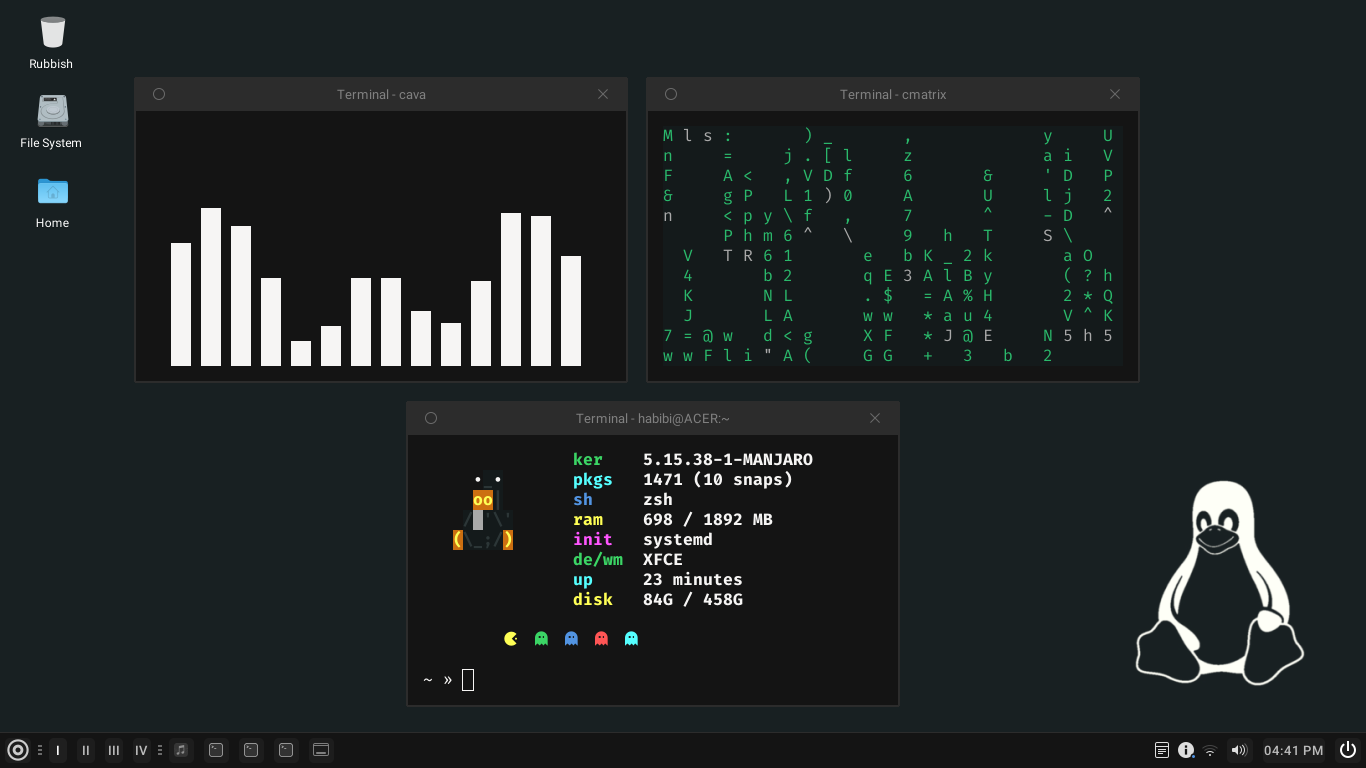 Rubbish
File System
Home
Terminal - cava
Terminal - cmatrix
M l s : ) _ , y U
n = j . [ l z a i V
F A < , V D f 6 & ' D P
& g P L 1 ) 0 A U l j 2
n < p y \ f , 7 ^ - D ^
P h m 6 ^ \ 9 h T S \
V T R 6 1 e b K _ 2 k a O
4 b 2 q E 3 A l B y ( ? h
K N L . $ = A % H 2 * Q
J L A w w * a u 4 V ^ K
7 = @ w d < g X F * J @ E N 5 h 5
w w F l i " A ( G G + 3 b 2
Terminal - habibi@ACER:~
ker 5.15.38-1-MANJARO
pkgs 1471 (10 snaps)
sh zsh
ram 698 / 1892 MB
init systemd
de/wm XFCE
up 23 minutes
disk 84G / 458G
~ »
I II III IV
04:41 PM